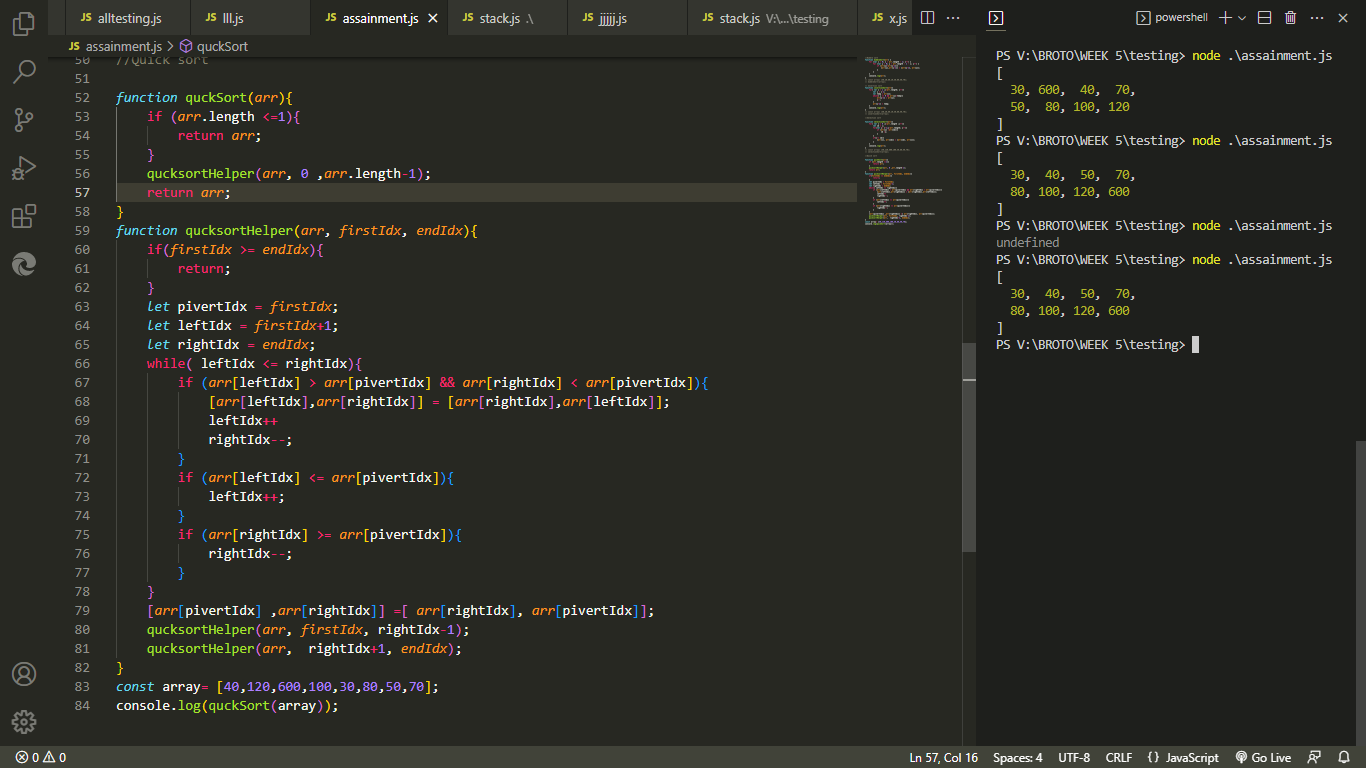 JS alltesting.js JS lll.js JS assainment.js × JS stack.js .\ JS jjjjj.js JS stack.js V:\...\testing JS x.js ···
JS assainment.js > quckSort
50 //Quick sort
51
52 function quckSort(arr){
53 if (arr.length <=1){
54 return arr;
55 }
56 qucksortHelper(arr, 0 ,arr.length-1);
57 return arr;
58 }
59 function qucksortHelper(arr, firstIdx, endIdx){
60 if(firstIdx >= endIdx){
61 return;
62 }
63 let pivertIdx = firstIdx;
64 let leftIdx = firstIdx+1;
65 let rightIdx = endIdx;
66 while( leftIdx <= rightIdx){
67 if (arr[leftIdx] > arr[pivertIdx] && arr[rightIdx] < arr[pivertIdx]){
68 [arr[leftIdx],arr[rightIdx]] = [arr[rightIdx],arr[leftIdx]];
69 leftIdx++
70 rightIdx--;
71 }
72 if (arr[leftIdx] <= arr[pivertIdx]){
73 leftIdx++;
74 }
75 if (arr[rightIdx] >= arr[pivertIdx]){
76 rightIdx--;
77 }
78 }
79 [arr[pivertIdx] ,arr[rightIdx]] =[ arr[rightIdx], arr[pivertIdx]];
80 qucksortHelper(arr, firstIdx, rightIdx-1);
81 qucksortHelper(arr,  rightIdx+1, endIdx);
82 }
83 const array= [40,120,600,100,30,80,50,70];
84 console.log(quckSort(array));
powershell
PS V:\BROTO\WEEK 5\testing> node .\assainment.js
[
30, 600, 40, 70,
50, 80, 100, 120
]
PS V:\BROTO\WEEK 5\testing> node .\assainment.js
[
30, 40, 50, 70,
80, 100, 120, 600
]
PS V:\BROTO\WEEK 5\testing> node .\assainment.js
undefined
PS V:\BROTO\WEEK 5\testing> node .\assainment.js
[
30, 40, 50, 70,
80, 100, 120, 600
]
PS V:\BROTO\WEEK 5\testing>
0 0 Ln 57, Col 16 Spaces: 4 UTF-8 CRLF {} JavaScript Go Live